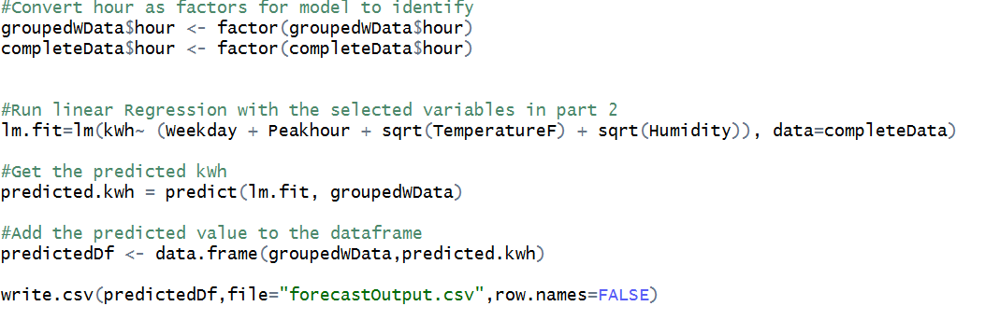 #Convert hour as factors for model to identify
groupedWData$hour <- factor(groupedWData$hour)
completeData$hour <- factor(completeData$hour)
#Run linear Regression with the selected variables in part 2
lm.fit=lm(kWh~ (Weekday + Peakhour + sqrt(TemperatureF) + sqrt(Humidity)), data=completeData)
#Get the predicted kWh
predicted.kwh = predict(lm.fit, groupedWData)
#Add the predicted value to the dataframe
predictedDf <- data.frame(groupedWData,predicted.kwh)
write.csv(predictedDf,file="forecastOutput.csv",row.names=FALSE)